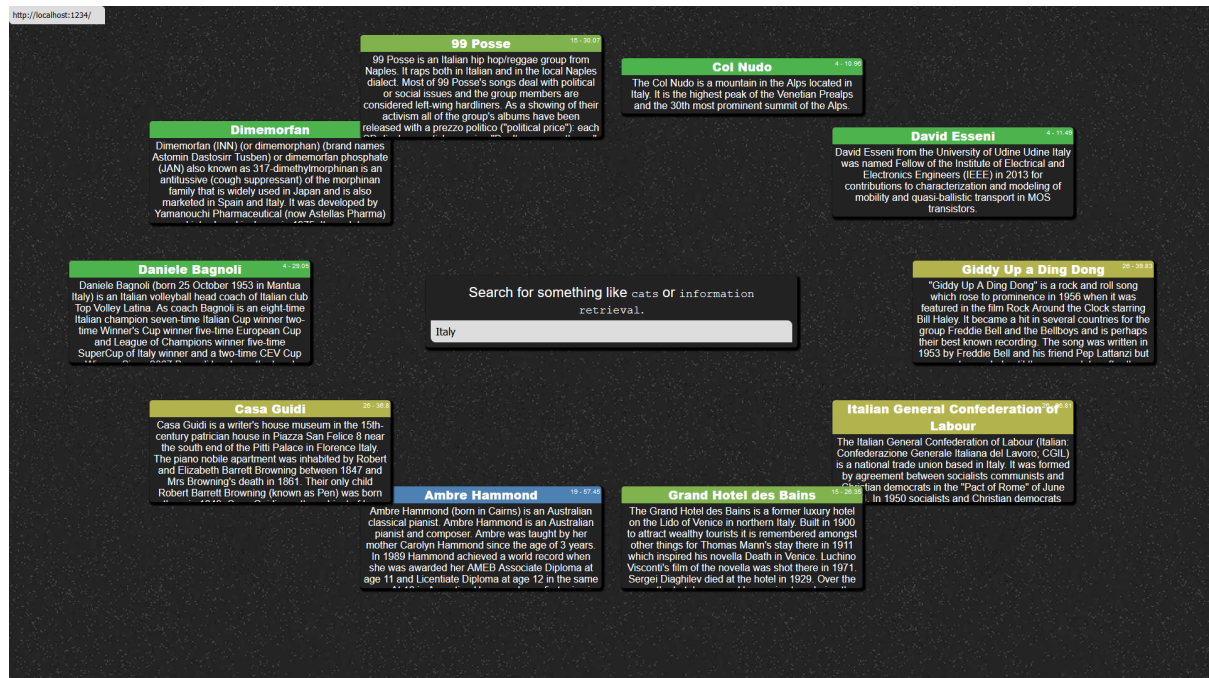 http://localhost:1234/
99 Posse
99 Posse is an Italian hip hop/reggae group from
Naples. It raps both in Italian and in the local Naples
dialect. Most of 99 Posse's songs deal with political
or social issues and the group members are
considered left-wing hardliners. As a showing of their
activism all of the group's albums have been
released with a prezzo politico ("political price"): each
Col Nudo
4 - 10.96
The Col Nudo is a mountain in the Alps located in
Italy. It is the highest peak of the Venetian Prealps
and the 30th most prominent summit of the Alps.
Dimemorfan
Dimemorfan (INN) (or dimemorphan) (brand names
Astomin Dastosirr Tusben) or dimemorfan phosphate
(JAN) also known as 317-dimethylmorphinan is an
antitussive (cough suppressant) of the morphinan
family that is widely used in Japan and is also
marketed in Spain and Italy. It was developed by
Yamanouchi Pharmaceutical (now Astellas Pharma)
David Esseni
4 - 11.49
David Esseni from the University of Udine Udine Italy
was named Fellow of the Institute of Electrical and
Electronics Engineers (IEEE) in 2013 for
contributions to characterization and modeling of
mobility and quasi-ballistic transport in MOS
transistors.
Daniele Bagnoli
Daniele Bagnoli (born 25 October 1953 in Mantua
Italy) is an Italian volleyball head coach of Italian club
Top Volley Latina. As coach Bagnoli is an eight-time
Italian champion seven-time Italian Cup winner two-
time Winner's Cup winner five-time European Cup
and League of Champions winner five-time
SuperCup of Italy winner and a two-time CEV Cup
Search for something like cats or information
retrieval.
Italy
Giddy Up a Ding Dong
"Giddy Up A Ding Dong" is a rock and roll song
which rose to prominence in 1956 when it was
featured in the film Rock Around the Clock starring
Bill Haley. It became a hit in several countries for the
group Freddie Bell and the Bellboys and is perhaps
their best known recording. The song was written in
1953 by Freddie Bell and his friend Pep Lattanzi but
Casa Guidi
Casa Guidi is a writer's house museum in the 15th-
century patrician house in Piazza San Felice 8 near
the south end of the Pitti Palace in Florence Italy.
The piano nobile apartment was inhabited by Robert
and Elizabeth Barrett Browning between 1847 and
Mrs Browning's death in 1861. Their only child
Robert Barrett Browning (known as Pen) was born
Italian General Confederation of
Labour
The Italian General Confederation of Labour (Italian:
Confederazione Generale Italiana del Lavoro; CGIL)
is a national trade union based in Italy. It was formed
by agreement between socialists communists and
Christian democrats in the "Pact of Rome" of June
. In 1950 socialists and Christian democrats
Ambre Hammond
Ambre Hammond (born in Cairns) is an Australian
classical pianist. Ambre Hammond is an Australian
pianist and composer. Ambre was taught by her
mother Carolyn Hammond since the age of 3 years.
In 1989 Hammond achieved a world record when
she was awarded her AMEB Associate Diploma at
age 11 and Licentiate Diploma at age 12 in the same
Grand Hotel des Bains
The Grand Hotel des Bains is a former luxury hotel
on the Lido of Venice in northern Italy. Built in 1900
to attract wealthy tourists it is remembered amongst
other things for Thomas Mann's stay there in 1911
which inspired his novella Death in Venice. Luchino
Visconti's film of the novella was shot there in 1971.
Sergei Diaghilev died at the hotel in 1929. Over the